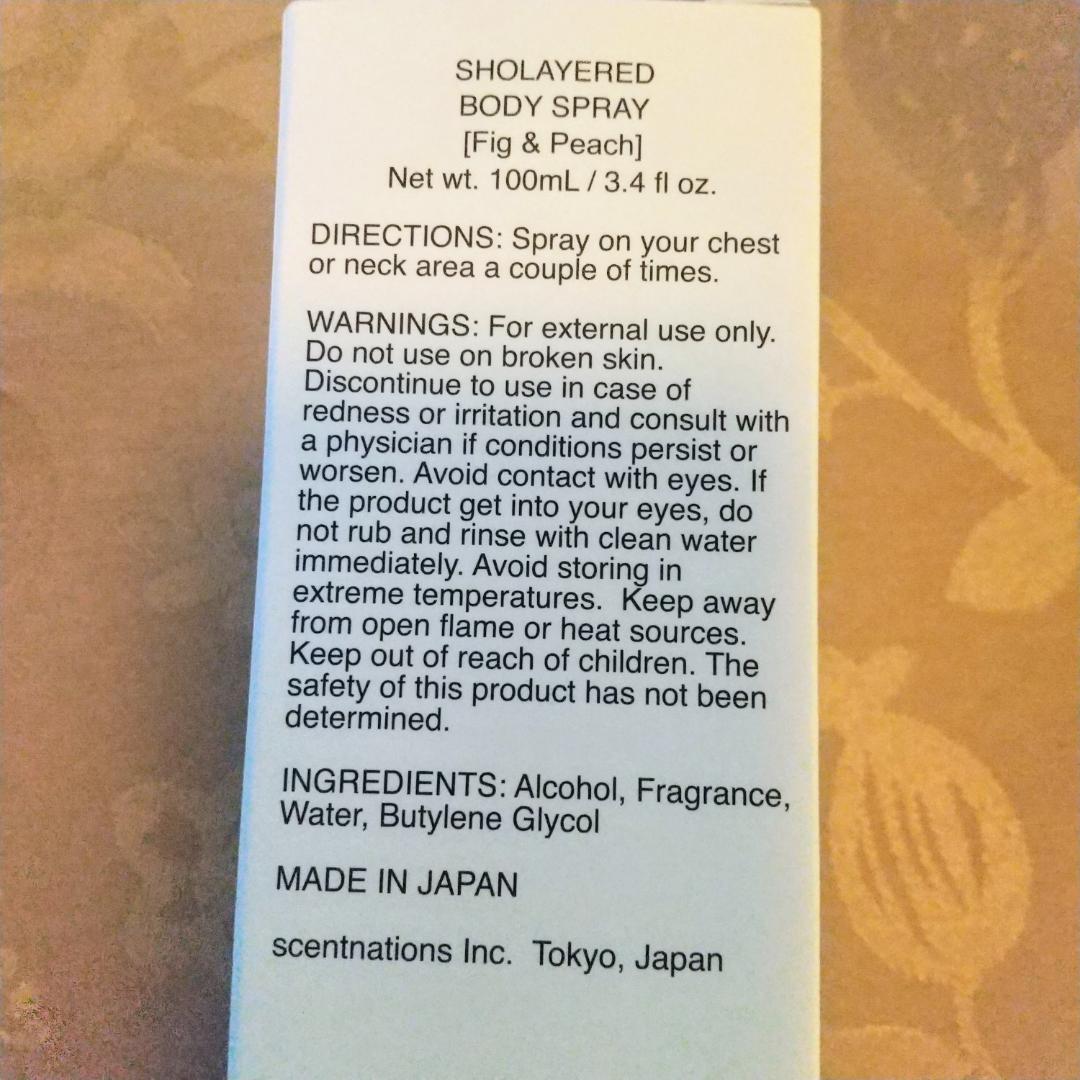 SHOLAYERED
BODY SPRAY
[Fig & Peach]
Net wt. 100mL / 3.4 fl oz.
DIRECTIONS: Spray on your chest
or neck area a couple of times.
WARNINGS: For external use only.
Do not use on broken skin.
Discontinue to use in case of
redness or irritation and consult with
a physician if conditions persist or
worsen. Avoid contact with eyes. If
the product get into your eyes, do
not rub and rinse with clean water
immediately. Avoid storing in
extreme temperatures. Keep away
from open flame or heat sources.
Keep out of reach of children. The
safety of this product has not been
determined.
INGREDIENTS: Alcohol, Fragrance,
Water, Butylene Glycol
MADE IN JAPAN
scentnations Inc. Tokyo, Japan